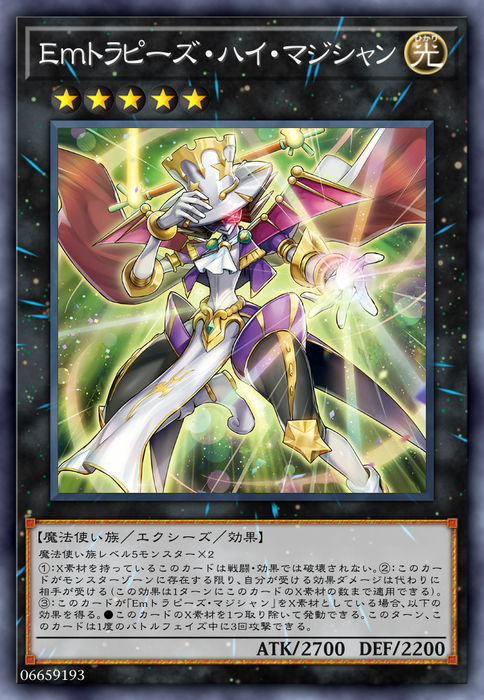 Emトラピーズ・ハイ・マジシャン
ひかり
光
【魔法使い族／エクシーズ／効果】
魔法使い族レベル5モンスター×2
①:X素材を持っているこのカードは戦闘・効果では破壊されない。②:このカー
ドがモンスターゾーンに存在する限り、自分が受ける効果ダメージは代わりに
相手が受ける(この効果は1ターンにこのカードのX素材の数まで適用できる)。
③:このカードが「Emトラピーズ・マジシャン」をX素材としている場合、以下の
効果を得る。●このカードのX素材を1つ取り除いて発動できる。このターン、こ
のカードは1度のバトルフェイズ中に3回攻撃できる。
ATK/2700 DEF/2200
06659193